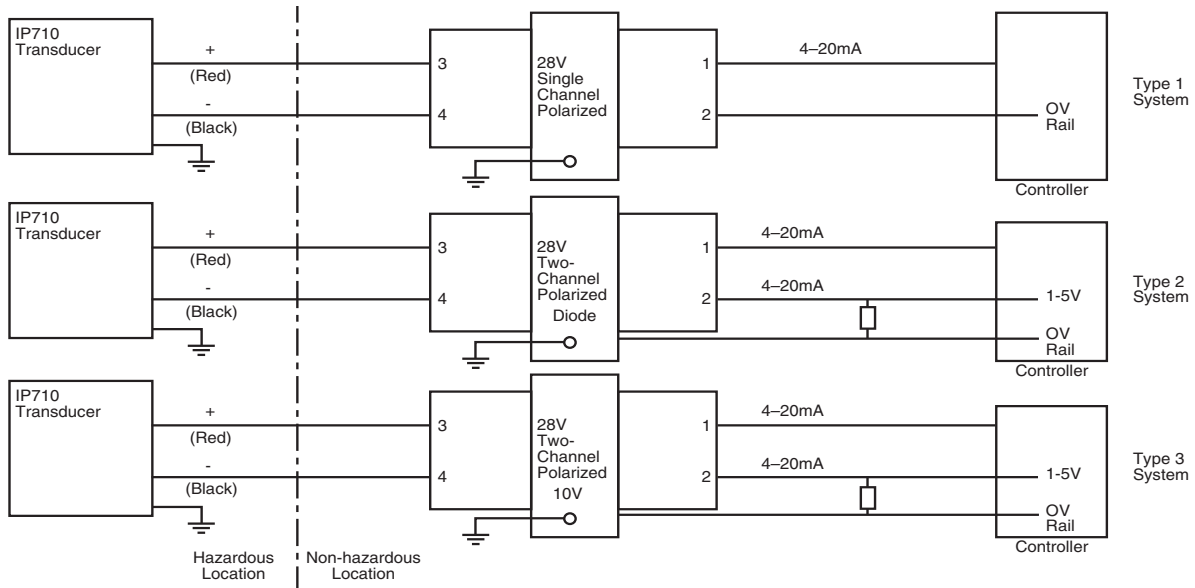 IP710
Transducer
+
(Red)
-
(Black)
3
4
28V
Single
Channel
Polarized
1
2
4–20mA
OV
Rail
Controller
Type 1
System
IP710
Transducer
+
(Red)
-
(Black)
3
4
28V
Two-
Channel
Polarized
Diode
1
2
4–20mA
4–20mA
1-5V
OV
Rail
Controller
Type 2
System
IP710
Transducer
+
(Red)
-
(Black)
3
4
28V
Two-
Channel
Polarized
10V
1
2
4–20mA
4–20mA
1-5V
OV
Rail
Controller
Type 3
System
Hazardous
Location
Non-hazardous
Location